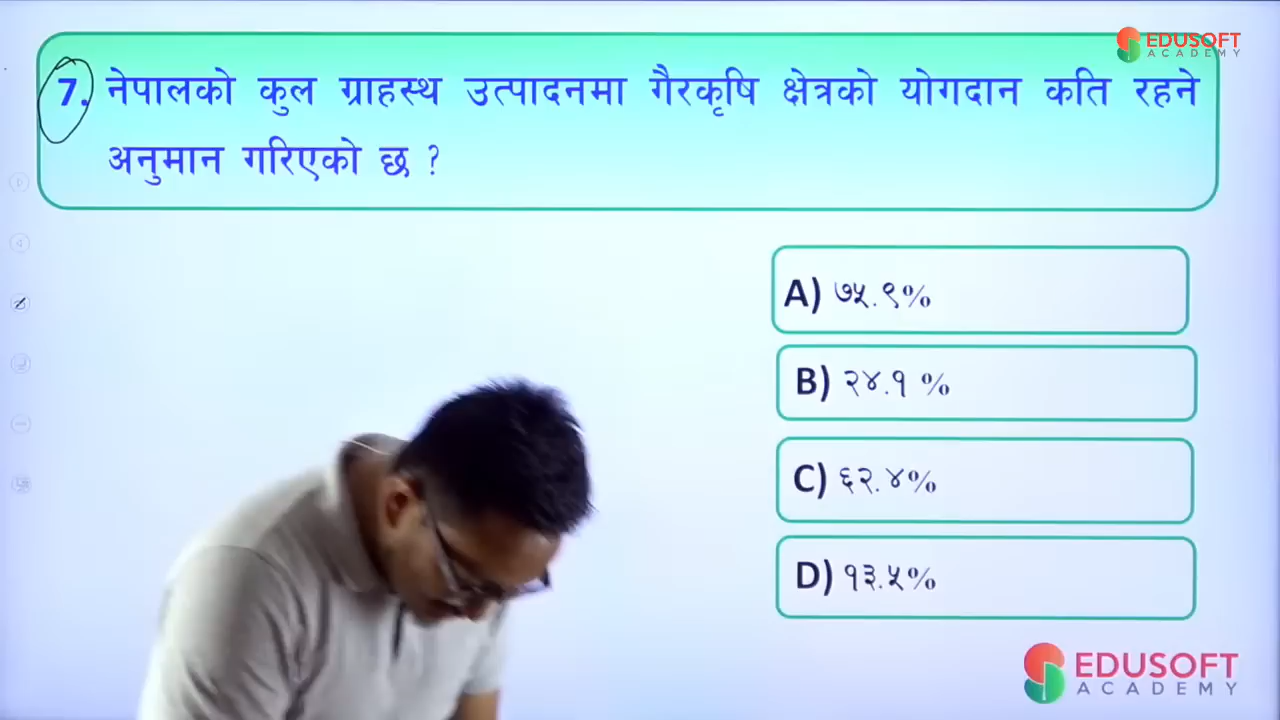 EDUSOFT
ACADEMY
7. नेपालको कुल ग्राहस्थ उत्पादनमा गैरकृषि क्षेत्रको योगदान कति रहने
अनुमान गरिएको छ ?
A) ७५.९%
B) २४.१ %
C) ६२.४%
D) १३.५%
EDUSOFT
ACADEMY